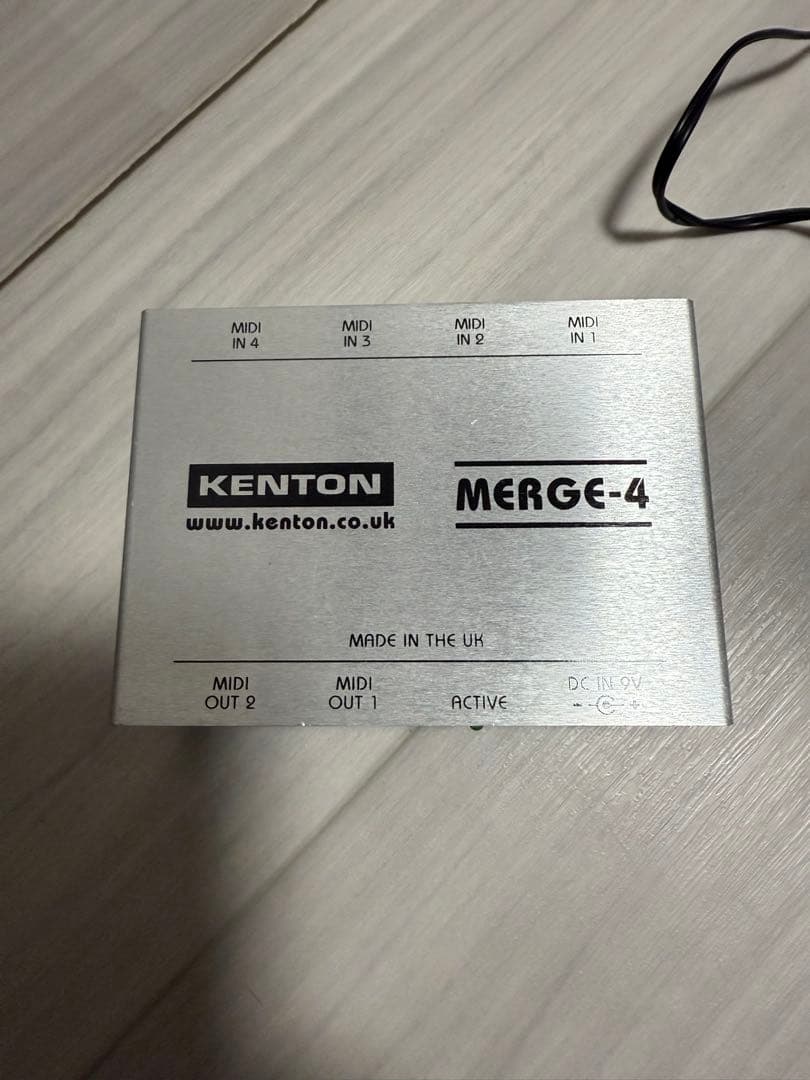 MIDI IN 4
MIDI IN 3
MIDI IN 2
MIDI IN 1
KENTON
www.kenton.co.uk
MERGE-4
MADE IN THE UK
MIDI OUT 2
MIDI OUT 1
ACTIVE
DC IN 9V
- +